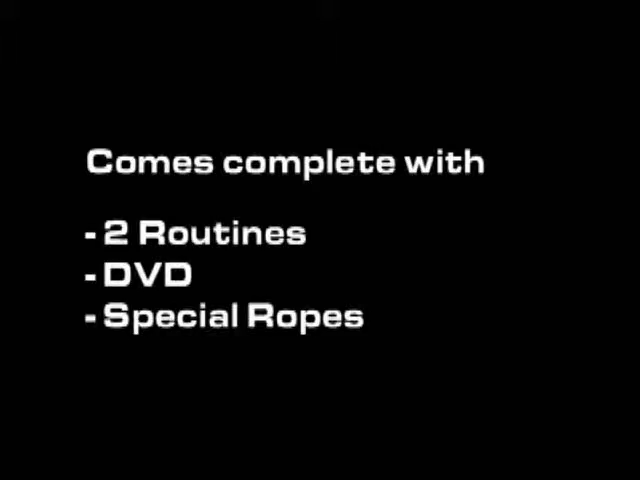 Comes complete with
- 2 Routines
- DVD
- Special Ropes